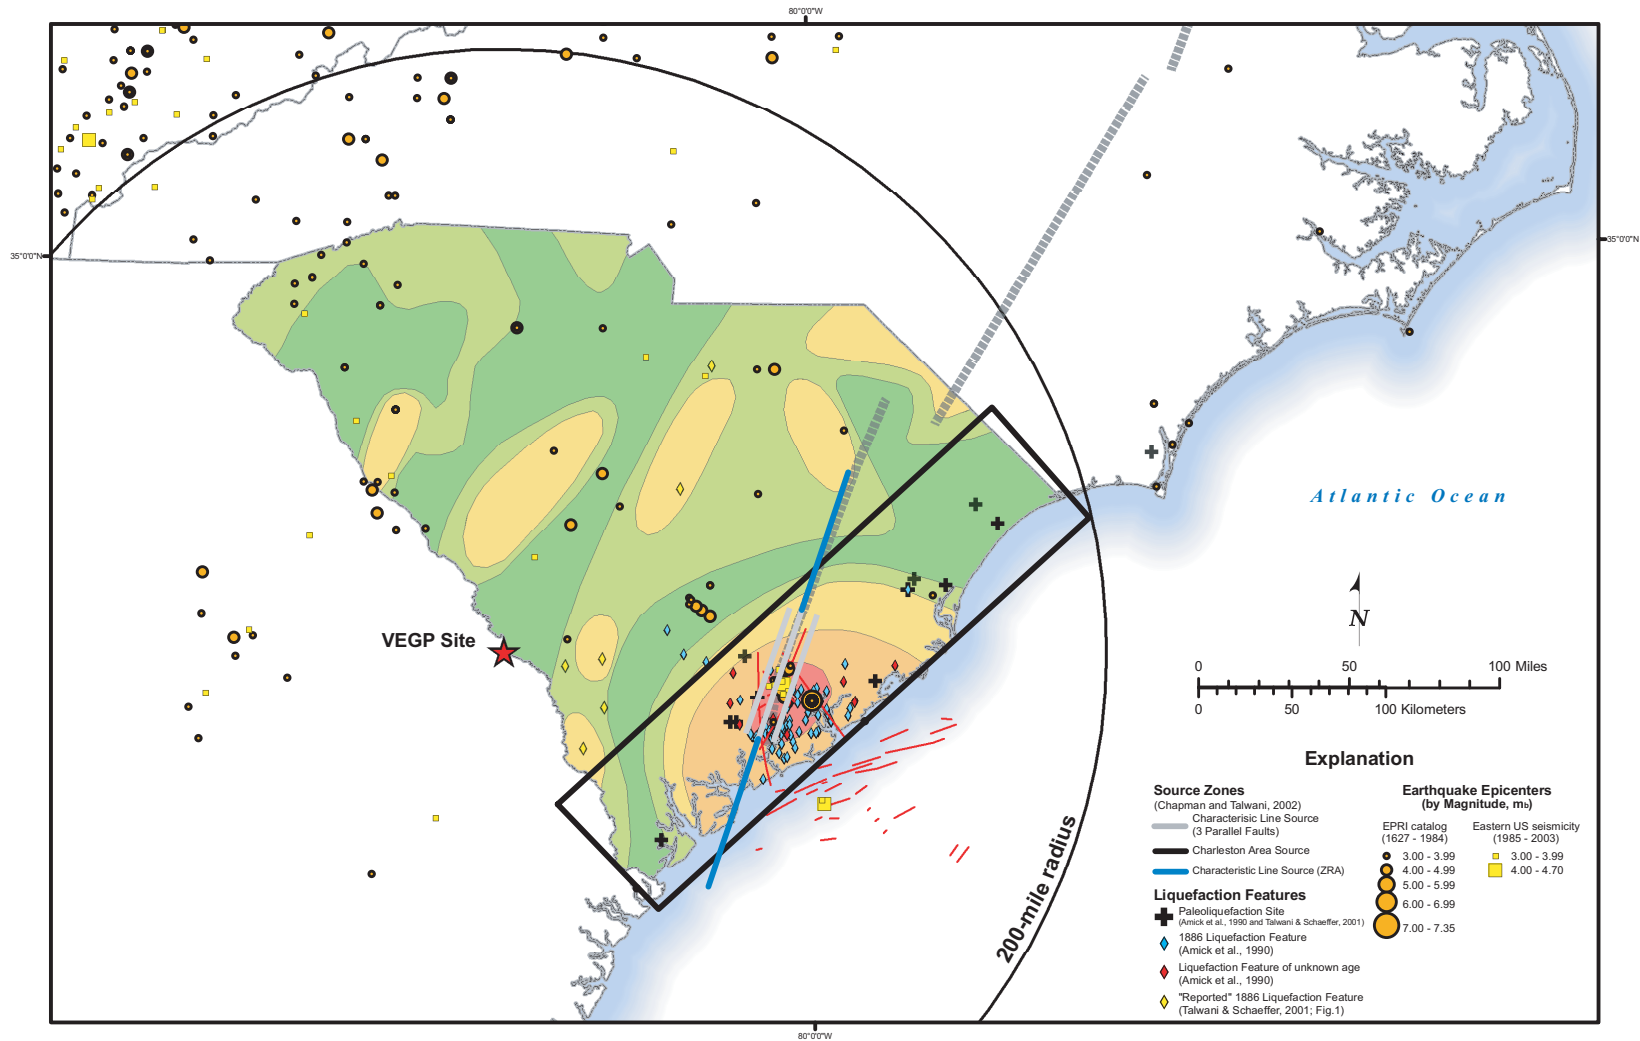 80°0'0"W
35°0'0"N
35°0'0"N
Atlantic Ocean
N
VEGP Site
0 50 100 Miles
0 50 100 Kilometers
200-mile radius
Explanation
Source Zones
(Chapman and Talwani, 2002)
Characterisic Line Source
(3 Parallel Faults)
Charleston Area Source
Characteristic Line Source (ZRA)
Liquefaction Features
Paleoliquefaction Site
(Amick et al., 1990 and Talwani & Schaeffer, 2001)
1886 Liquefaction Feature
(Amick et al., 1990)
Liquefaction Feature of unknown age
(Amick et al., 1990)
"Reported" 1886 Liquefaction Feature
(Talwani & Schaeffer, 2001; Fig.1)
Earthquake Epicenters
(by Magnitude, mb)
EPRI catalog
(1627 - 1984)
3.00 - 3.99
4.00 - 4.99
5.00 - 5.99
6.00 - 6.99
7.00 - 7.35
Eastern US seismicity
(1985 - 2003)
3.00 - 3.99
4.00 - 4.70
80°0'0"W